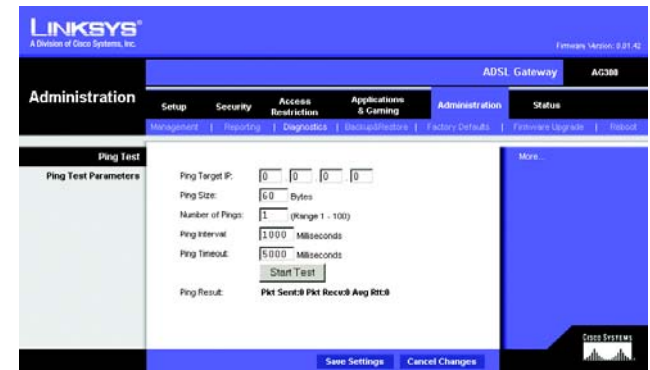 LINKSYS®
A Division of Cisco Systems, Inc.
Firmware Version: 0.01.42
ADSL Gateway AG300
Administration
Setup Security Access Restriction Applications & Gaming Administration Status
Management | Reporting | Diagnostics | Backup&Restore | Factory Defaults | Firmware Upgrade | Reboot
Ping Test
More...
Ping Test Parameters
Ping Target IP: 0 . 0 . 0 . 0
Ping Size: 60 Bytes
Number of Pings: 1 (Range 1 - 100)
Ping Interval: 1000 Milliseconds
Ping Timeout: 5000 Milliseconds
Start Test
Ping Result: Pkt Sent:0 Pkt Recv:0 Avg Rtt:0
CISCO SYSTEMS
Save Settings Cancel Changes